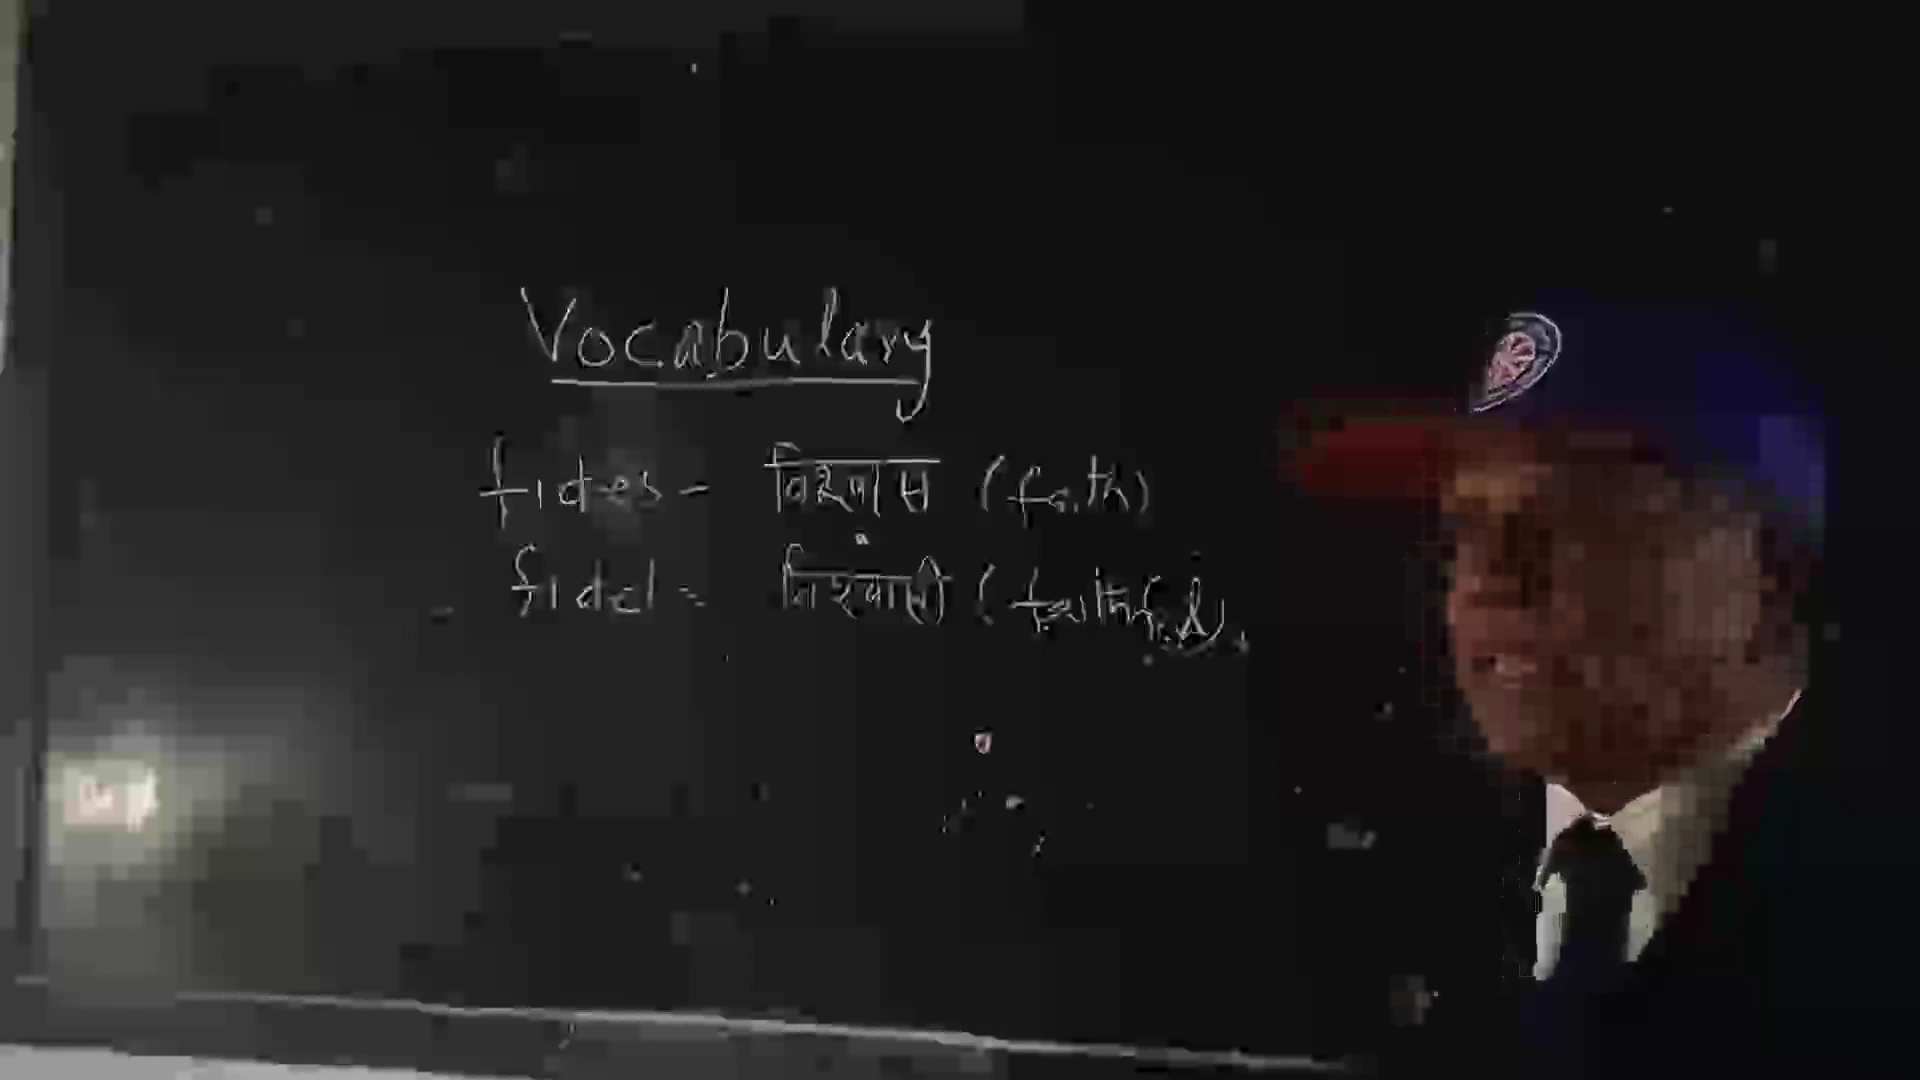 Vocabulary
fides - विश्वास (faith)
fidel = विश्वासी (faithful)